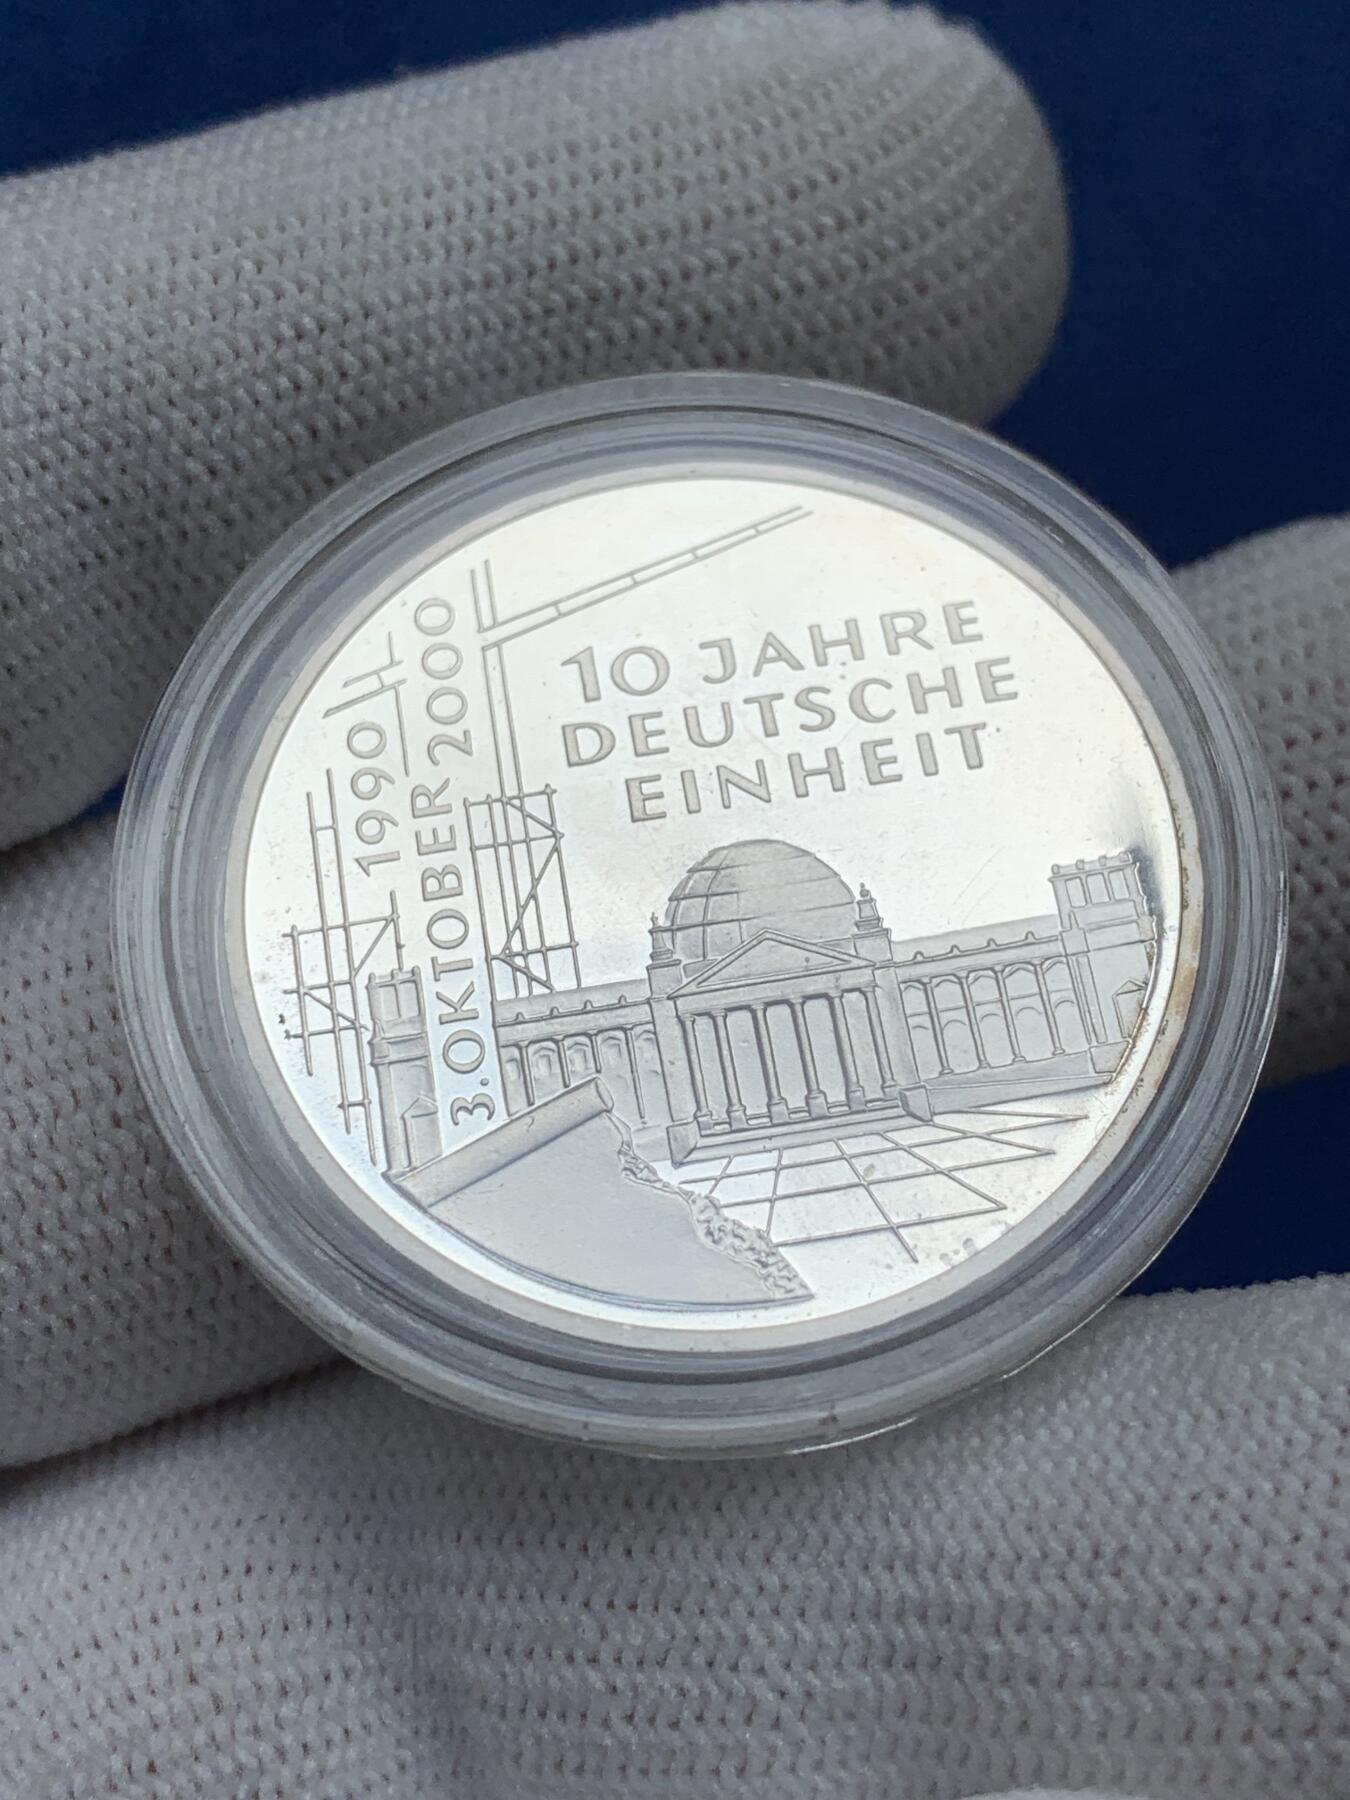 10 JAHRE
DEUTSCHE
EINHEIT
1990
3. OKTOBER 2000